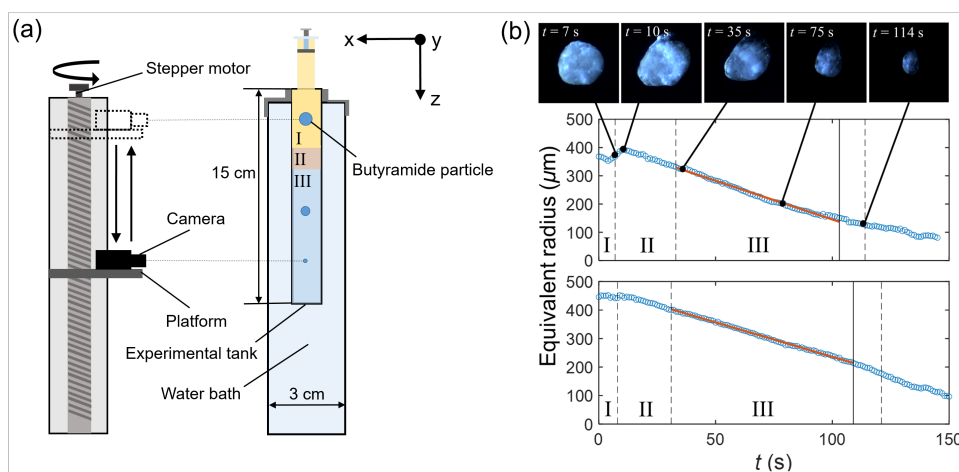 (a)
Stepper motor
x
y
z
I
II
III
15 cm
Butyramide particle
Camera
Platform
Experimental tank
Water bath
3 cm
(b)
t = 7 s
t = 10 s
t = 35 s
t = 75 s
t = 114 s
Equivalent radius (μm)
500
400
300
200
100
0
I
II
III
500
400
300
200
100
0
I
II
III
0
50
100
150
t (s)